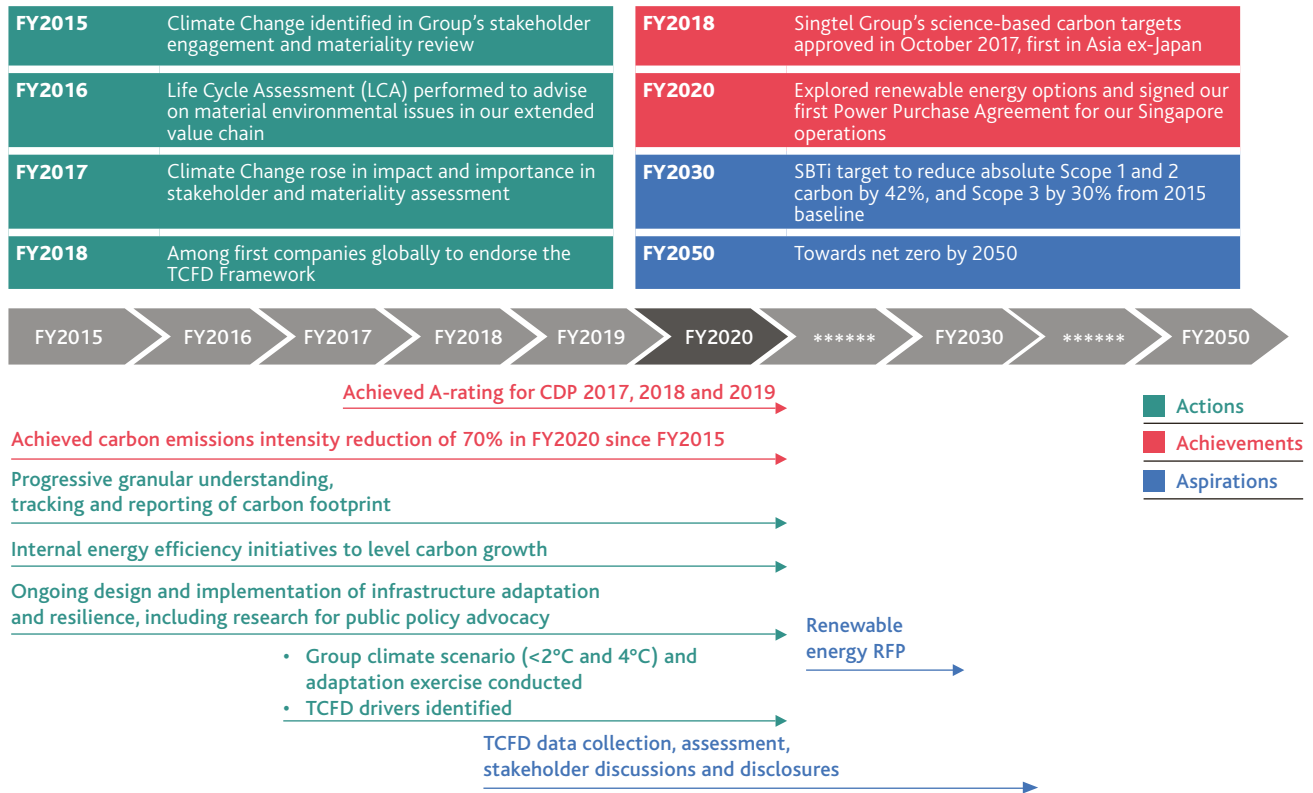 FY2015
Climate Change identified in Group's stakeholder
engagement and materiality review
FY2016
Life Cycle Assessment (LCA) performed to advise
on material environmental issues in our extended
value chain
FY2017
Climate Change rose in impact and importance in
stakeholder and materiality assessment
FY2018
Among first companies globally to endorse the
TCFD Framework
FY2018
Singtel Group's science-based carbon targets
approved in October 2017, first in Asia ex-Japan
FY2020
Explored renewable energy options and signed our
first Power Purchase Agreement for our Singapore
operations
FY2030
SBTi target to reduce absolute Scope 1 and 2
carbon by 42%, and Scope 3 by 30% from 2015
baseline
FY2050
Towards net zero by 2050
FY2015 FY2016 FY2017 FY2018 FY2019 FY2020 ****** FY2030 ****** FY2050
Achieved A-rating for CDP 2017, 2018 and 2019
Achieved carbon emissions intensity reduction of 70% in FY2020 since FY2015
Progressive granular understanding,
tracking and reporting of carbon footprint
Internal energy efficiency initiatives to level carbon growth
Ongoing design and implementation of infrastructure adaptation
and resilience, including research for public policy advocacy
Renewable
energy RFP
• Group climate scenario (<2°C and 4°C) and
adaptation exercise conducted
• TCFD drivers identified
TCFD data collection, assessment,
stakeholder discussions and disclosures
Actions
Achievements
Aspirations